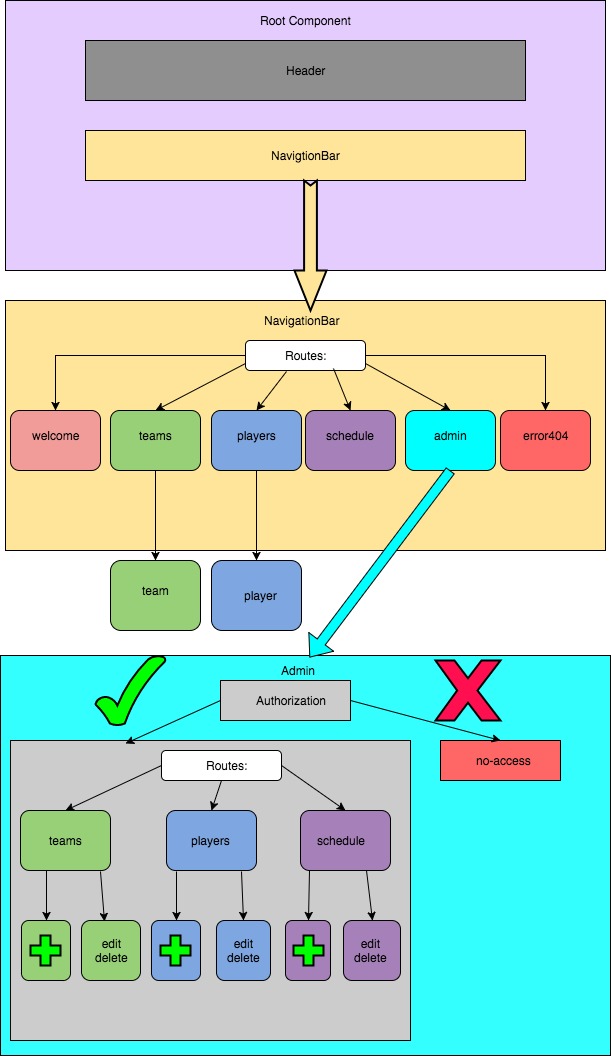 Root Component
Header
NavigtionBar
NavigationBar
Routes:
welcome
teams
players
schedule
admin
error404
team
player
Admin
Authorization
no-access
Routes:
teams
players
schedule
edit
delete
edit
delete
edit
delete